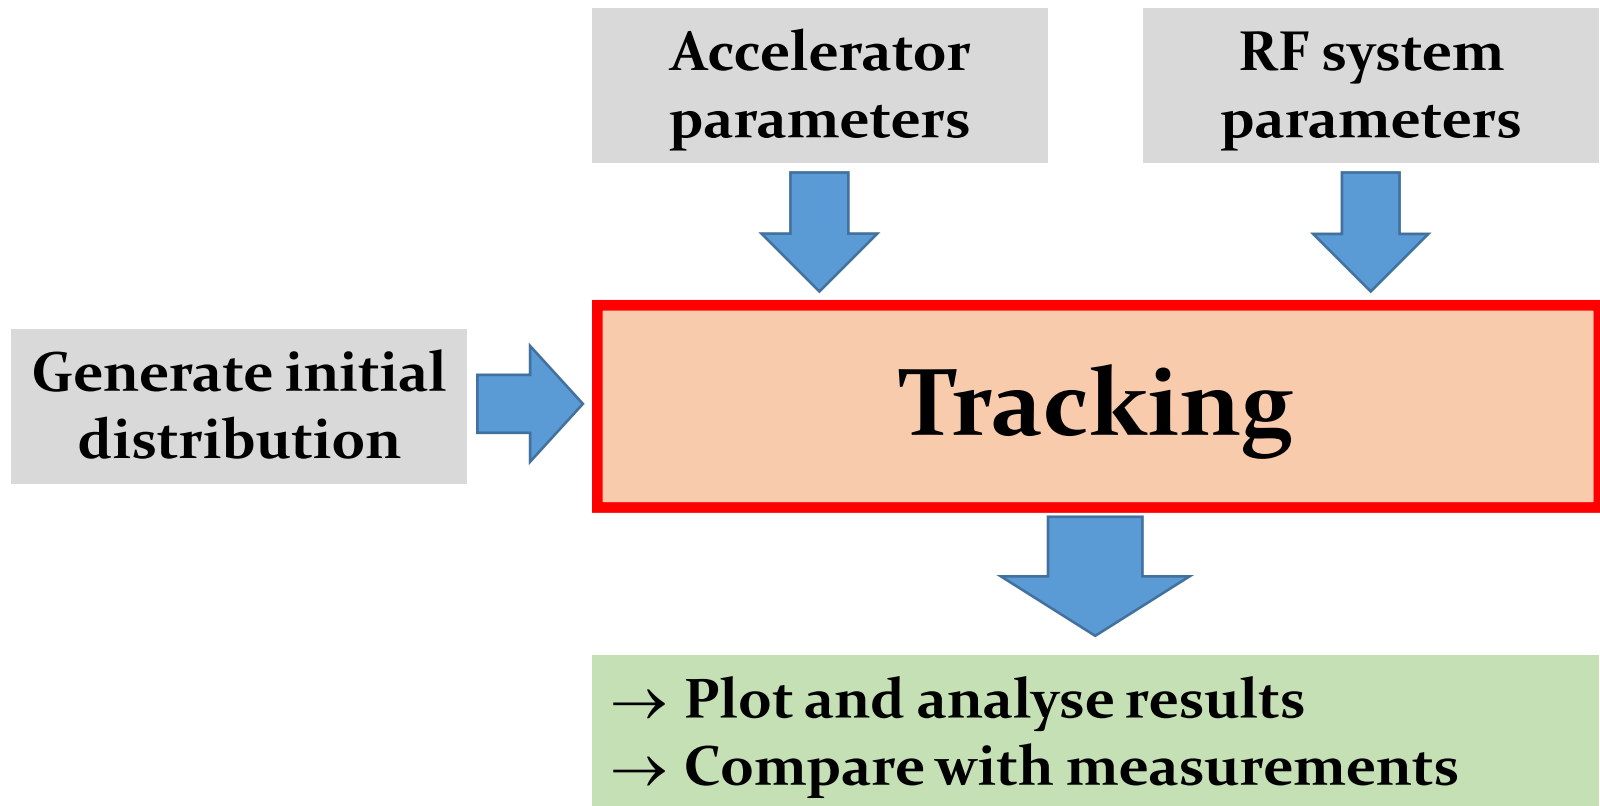 Accelerator
parameters
RF system
parameters
Generate initial
distribution
Tracking
→ Plot and analyse results
→ Compare with measurements